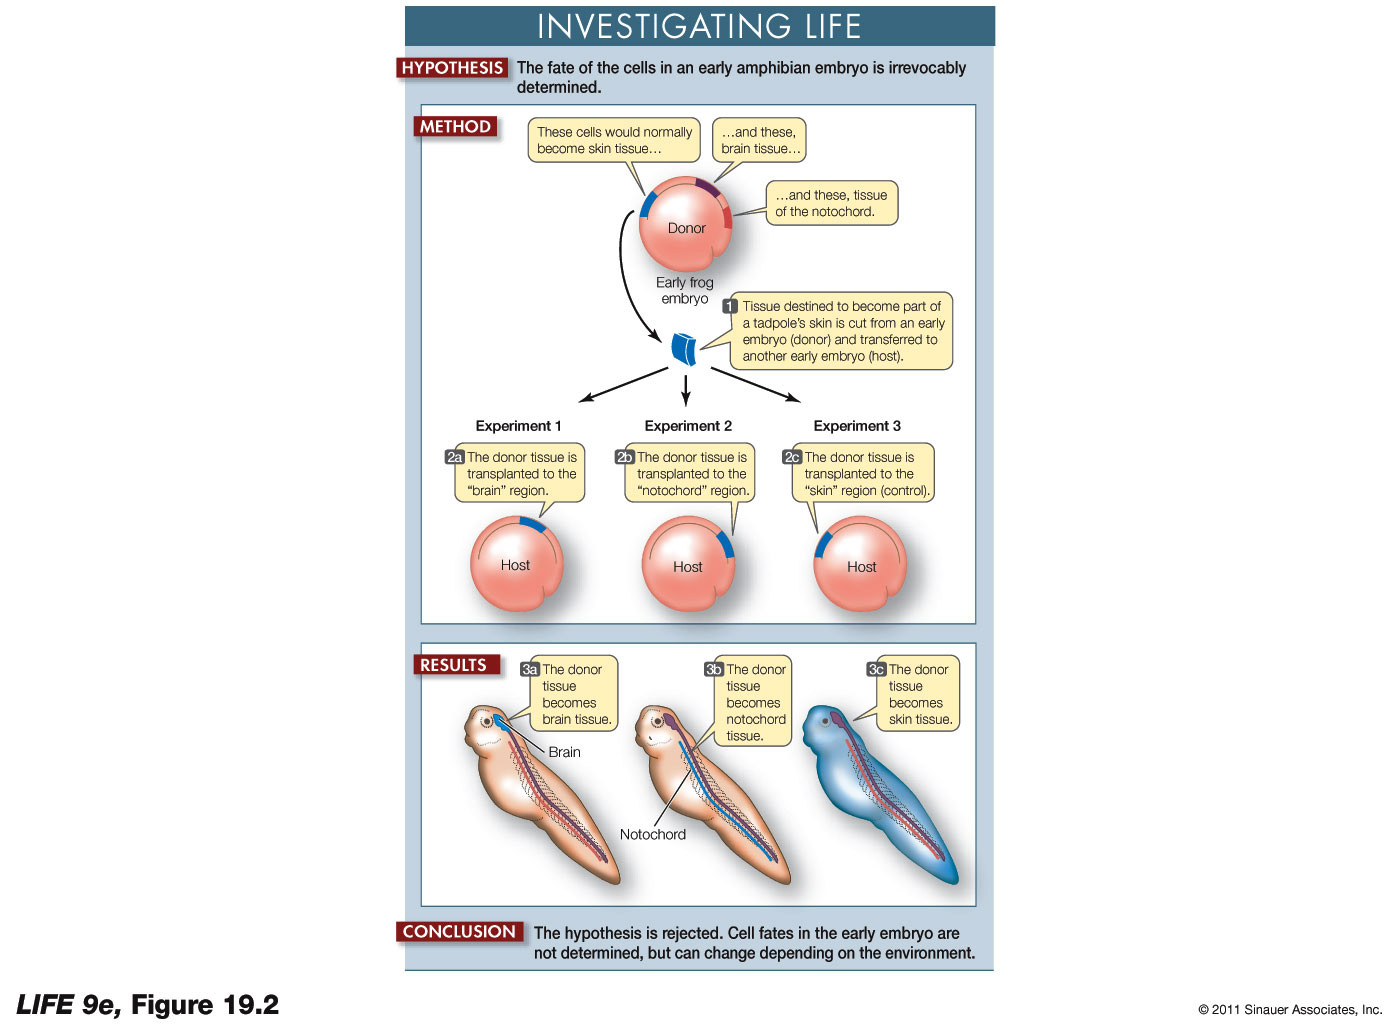 INVESTIGATING LIFE
HYPOTHESIS
The fate of the cells in an early amphibian embryo is irrevocably
determined.
METHOD
These cells would normally
become skin tissue…
…and these,
brain tissue…
…and these, tissue
of the notochord.
Donor
Early frog
embryo
1 Tissue destined to become part of
a tadpole’s skin is cut from an early
embryo (donor) and transferred to
another early embryo (host).
Experiment 1
Experiment 2
Experiment 3
2a The donor tissue is
transplanted to the
“brain” region.
2b The donor tissue is
transplanted to the
“notochord” region.
2c The donor tissue is
transplanted to the
“skin” region (control).
Host
Host
Host
RESULTS
3a The donor
tissue
becomes
brain tissue.
Brain
3b The donor
tissue
becomes
notochord
tissue.
Notochord
3c The donor
tissue
becomes
skin tissue.
CONCLUSION
The hypothesis is rejected. Cell fates in the early embryo are
not determined, but can change depending on the environment.
LIFE 9e, Figure 19.2
© 2011 Sinauer Associates, Inc.